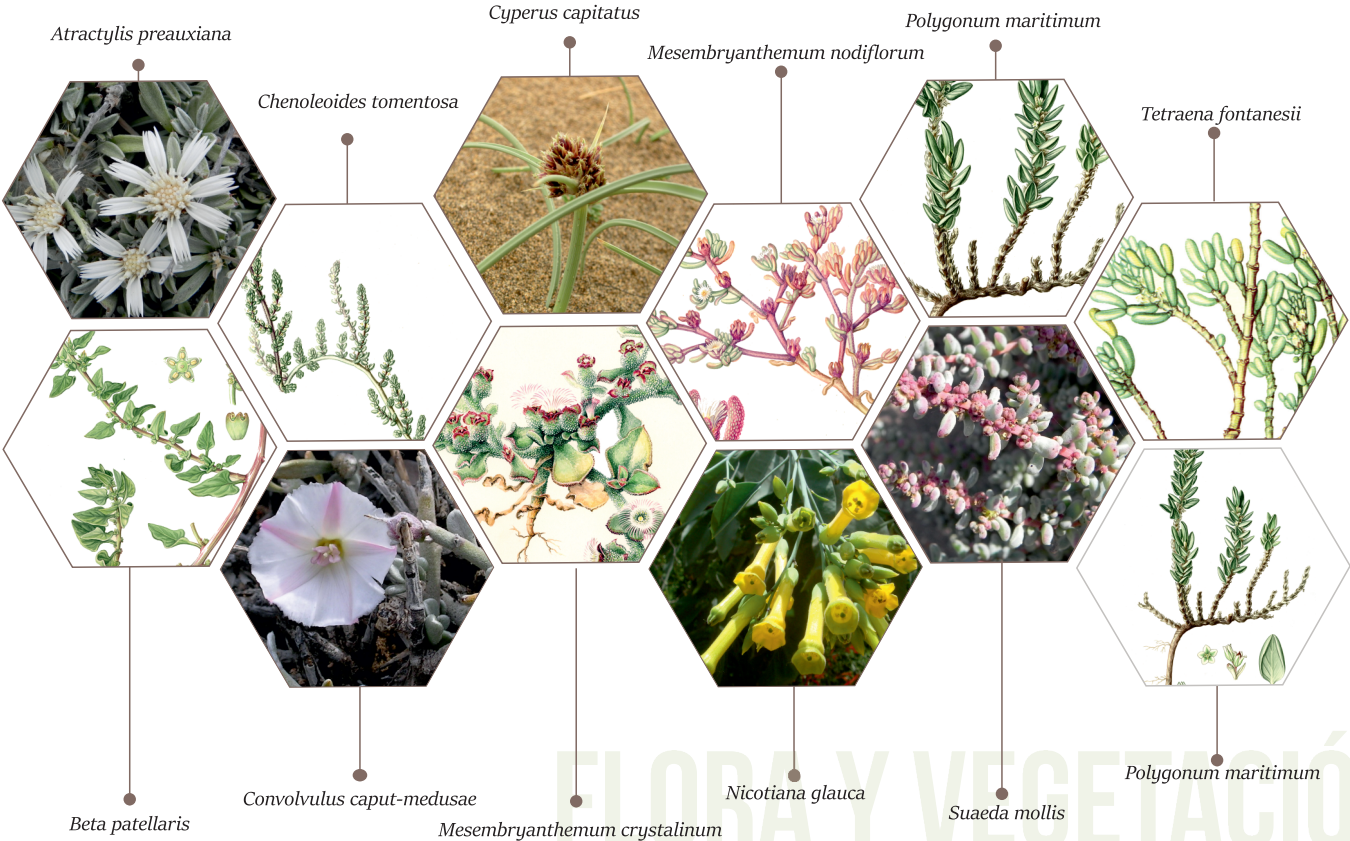 Cyperus capitatus
Polygonum maritimum
Atractylis preauxiana
Mesembryanthemum nodiflorum
Chenoleoides tomentosa
Tetraena fontanesii
Polygonum maritimum
Convolvulus caput-medusae
Nicotiana glauca
Suaeda mollis
Beta patellaris
Mesembryanthemum crystalinum
FLORA Y VEGETACIÓ